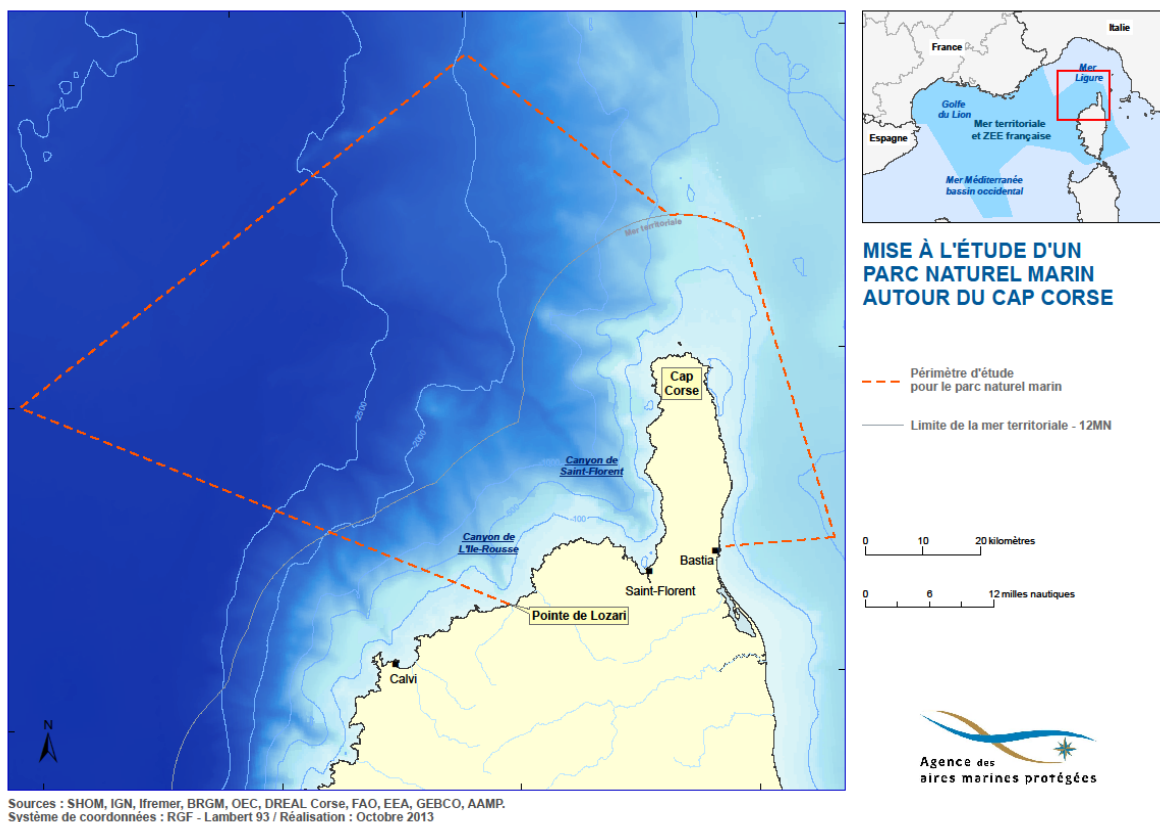 Mer territoriale
-2500
-2000
-500
-100
Cap
Corse
Canyon de
Saint-Florent
Canyon de
L'Ile-Rousse
Bastia
Saint-Florent
Pointe de Lozari
Calvi
N
France
Italie
Mer
Ligure
Golfe
du Lion
Mer territoriale
et ZEE française
Espagne
Mer Méditerranée
bassin occidental
MISE À L'ÉTUDE D'UN
PARC NATUREL MARIN
AUTOUR DU CAP CORSE
Périmètre d'étude
pour le parc naturel marin
Limite de la mer territoriale - 12MN
0 10 20 kilomètres
0 6 12 milles nautiques
Agence des
aires marines protégées
Sources : SHOM, IGN, Ifremer, BRGM, OEC, DREAL Corse, FAO, EEA, GEBCO, AAMP.
Système de coordonnées : RGF - Lambert 93 / Réalisation : Octobre 2013